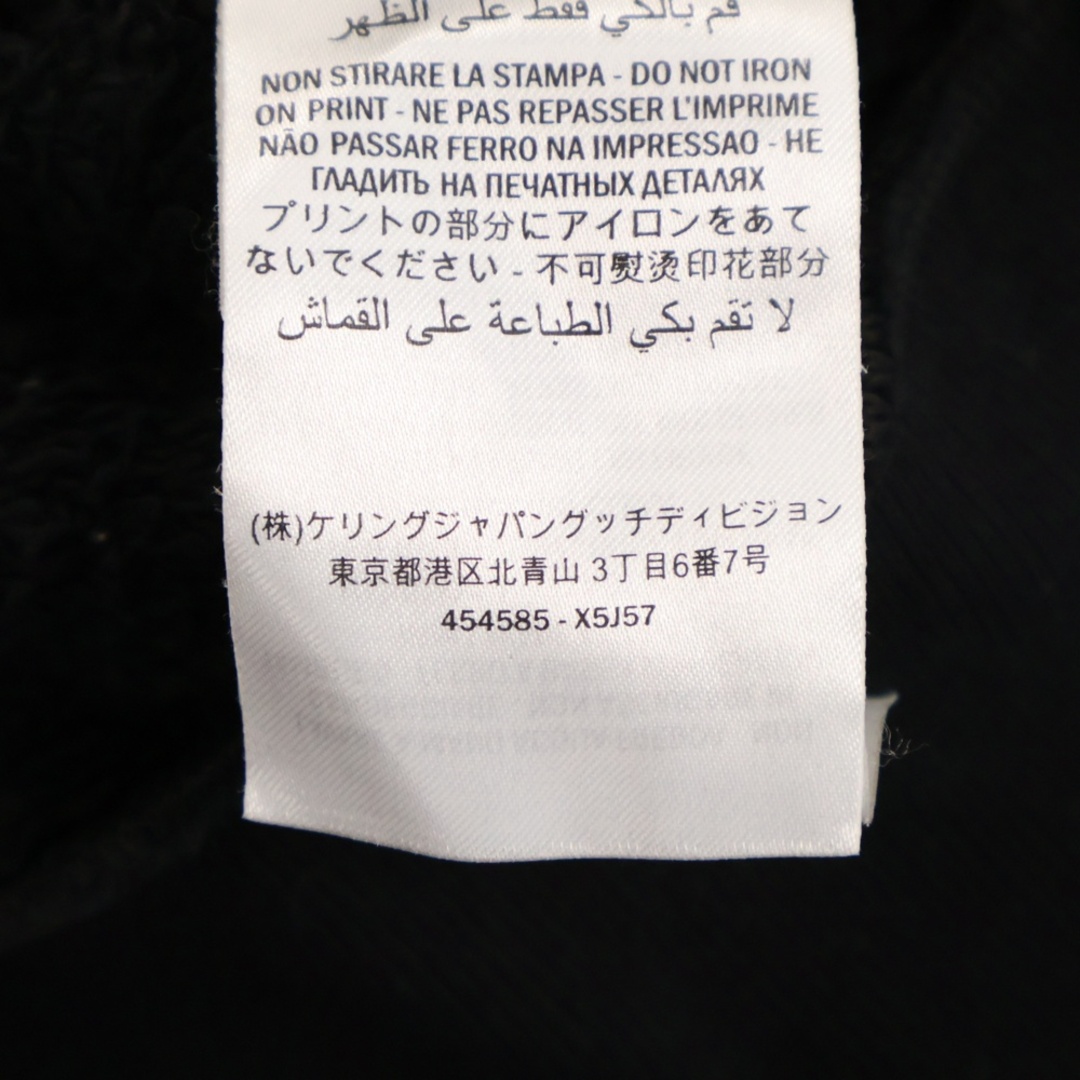 قم بالكي فقط على الظهر
NON STIRARE LA STAMPA - DO NOT IRON
ON PRINT - NE PAS REPASSER L'IMPRIME
NÃO PASSAR FERRO NA IMPRESSAO - НЕ
ГЛАДИТЬ НА ПЕЧАТНЫХ ДЕТАЛЯХ
プリントの部分にアイロンをあて
ないでください - 不可熨烫印花部分
لا تقم بكي الطباعة على القماش
(株)ケリングジャパングッチディビジョン
東京都港区北青山 3丁目6番7号
454585 - X5J57